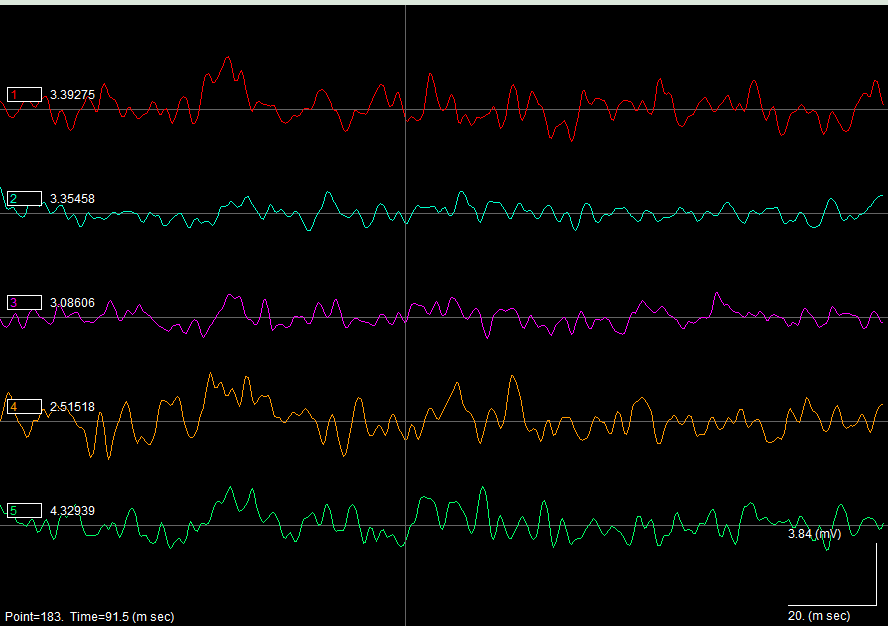 1 3.39275
2 3.35458
3 3.08606
4 2.51518
5 4.32939
3.84 (mV)
20. (m sec)
Point=183. Time=91.5 (m sec)